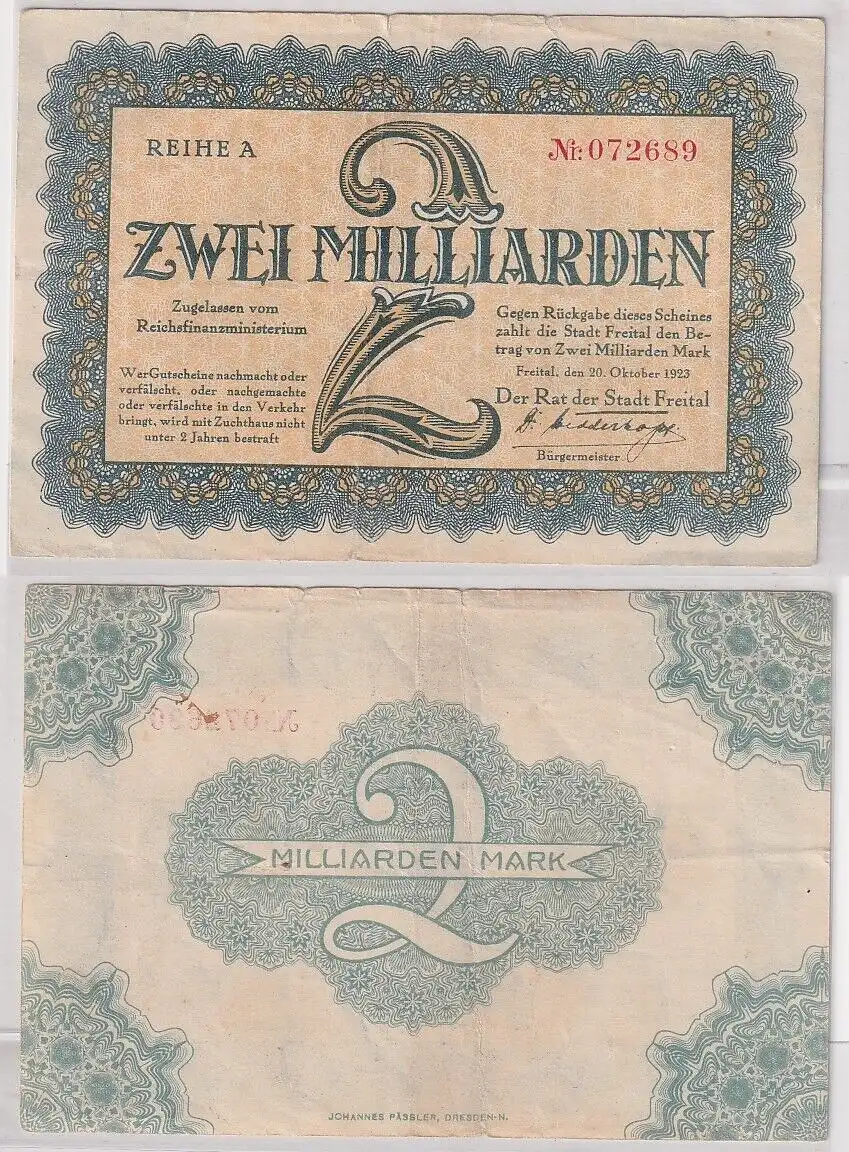 REIHE A
Nr: 072689
2
ZWEI MILLIARDEN
Zugelassen vom
Reichsfinanzministerium
Wer Gutscheine nachmacht oder
verfälscht, oder nachgemachte
oder verfälschte in den Verkehr
bringt, wird mit Zuchthaus nicht
unter 2 Jahren bestraft
Gegen Rückgabe dieses Scheines
zahlt die Stadt Freital den Be-
trag von Zwei Milliarden Mark
Freital, den 20. Oktober 1923
Der Rat der Stadt Freital
Bürgermeister
2
MILLIARDEN MARK
JOHANNES PÄSSLER, DRESDEN-N.